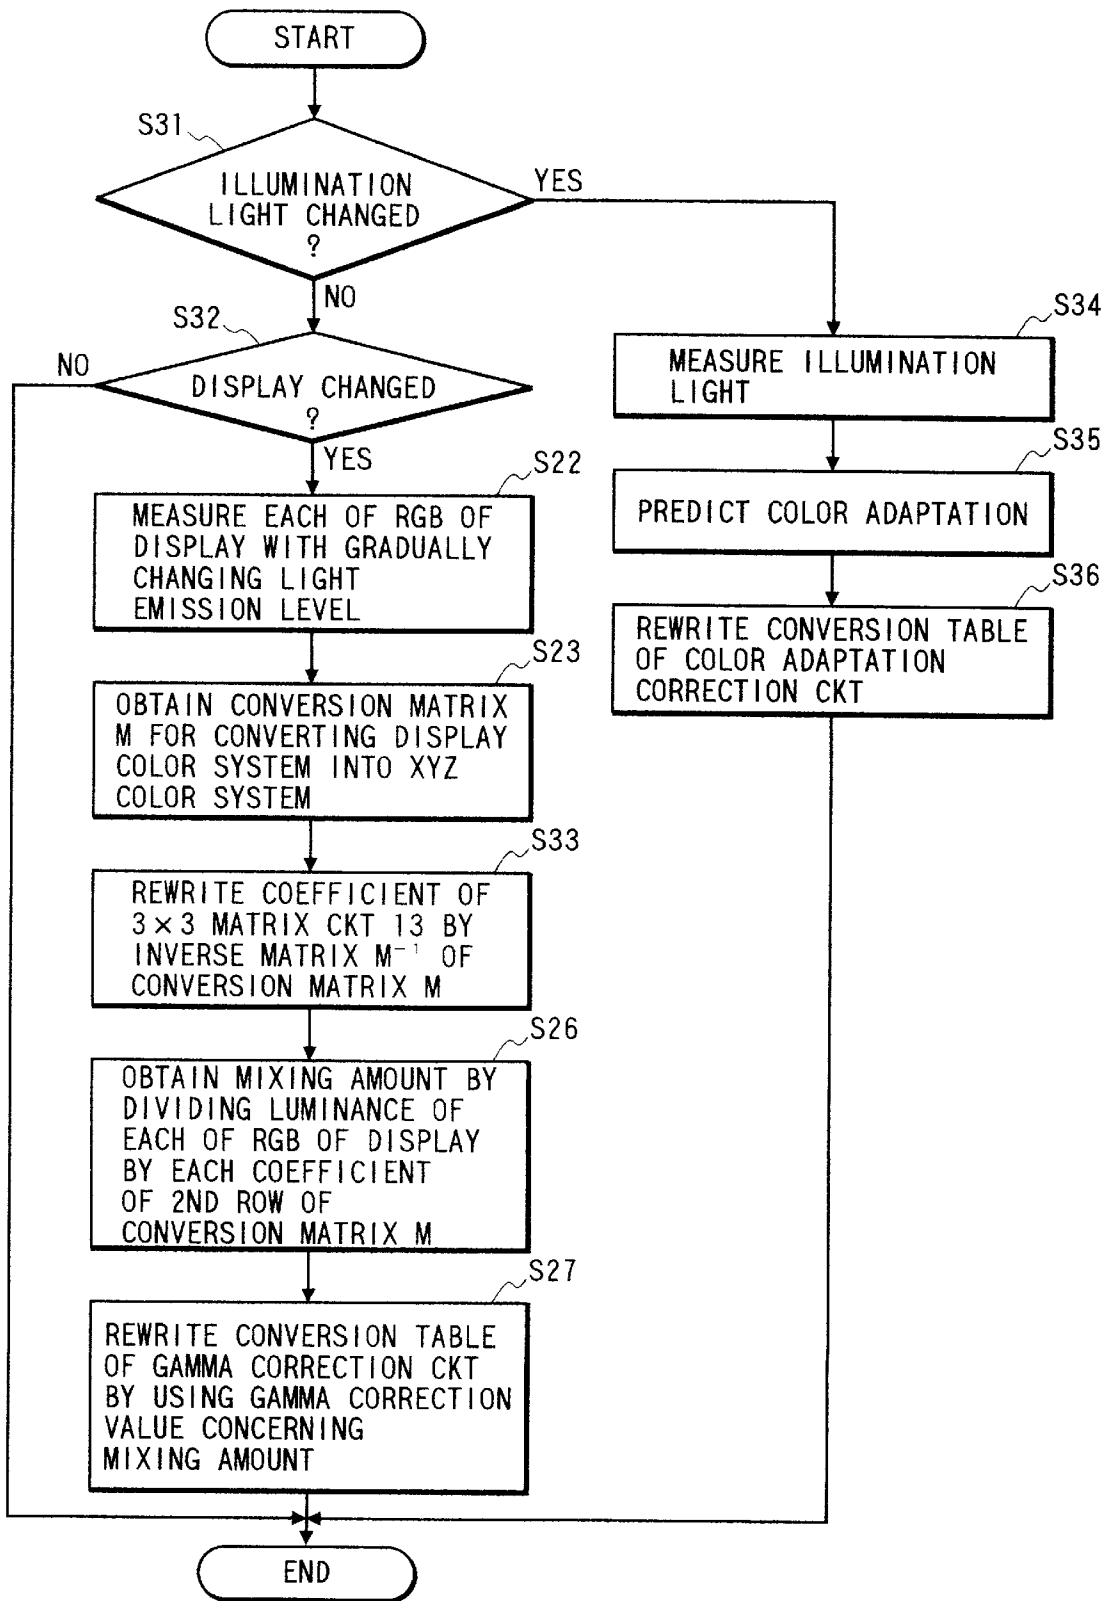 START
S31
ILLUMINATION
LIGHT CHANGED
?
YES
NO
S32
NO
DISPLAY CHANGED
?
YES
S34
MEASURE ILLUMINATION
LIGHT
S35
PREDICT COLOR ADAPTATION
S36
REWRITE CONVERSION TABLE
OF COLOR ADAPTATION
CORRECTION CKT
S22
MEASURE EACH OF RGB OF
DISPLAY WITH GRADUALLY
CHANGING LIGHT
EMISSION LEVEL
S23
OBTAIN CONVERSION MATRIX
M FOR CONVERTING DISPLAY
COLOR SYSTEM INTO XYZ
COLOR SYSTEM
S33
REWRITE COEFFICIENT OF
3×3 MATRIX CKT 13 BY
INVERSE MATRIX M⁻¹ OF
CONVERSION MATRIX M
S26
OBTAIN MIXING AMOUNT BY
DIVIDING LUMINANCE OF
EACH OF RGB OF DISPLAY
BY EACH COEFFICIENT
OF 2ND ROW OF
CONVERSION MATRIX M
S27
REWRITE CONVERSION TABLE
OF GAMMA CORRECTION CKT
BY USING GAMMA CORRECTION
VALUE CONCERNING
MIXING AMOUNT
END